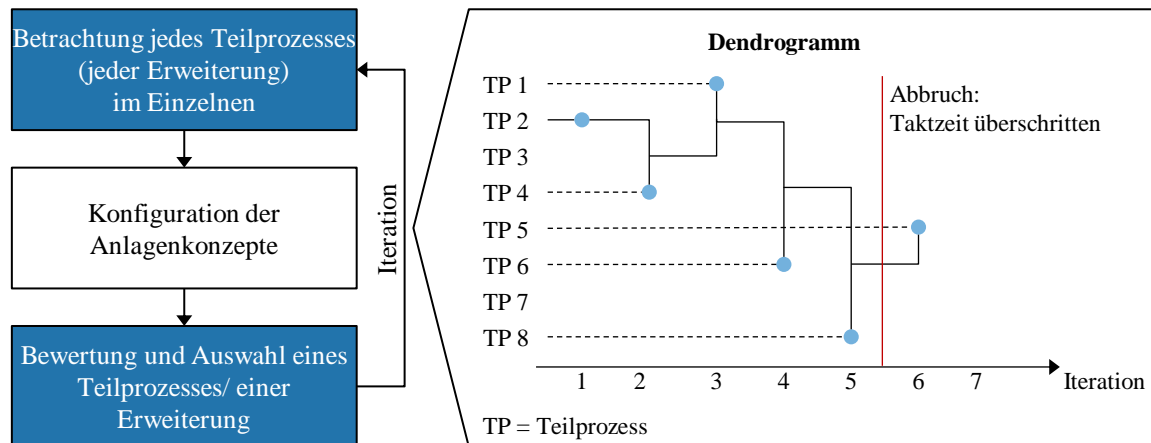 Betrachtung jedes Teilprozesses
(jeder Erweiterung)
im Einzelnen
Konfiguration der
Anlagenkonzepte
Bewertung und Auswahl eines
Teilprozesses/ einer
Erweiterung
Iteration
Dendrogramm
TP 1
TP 2
TP 3
TP 4
TP 5
TP 6
TP 7
TP 8
Abbruch:
Taktzeit überschritten
1 2 3 4 5 6 7 Iteration
TP = Teilprozess